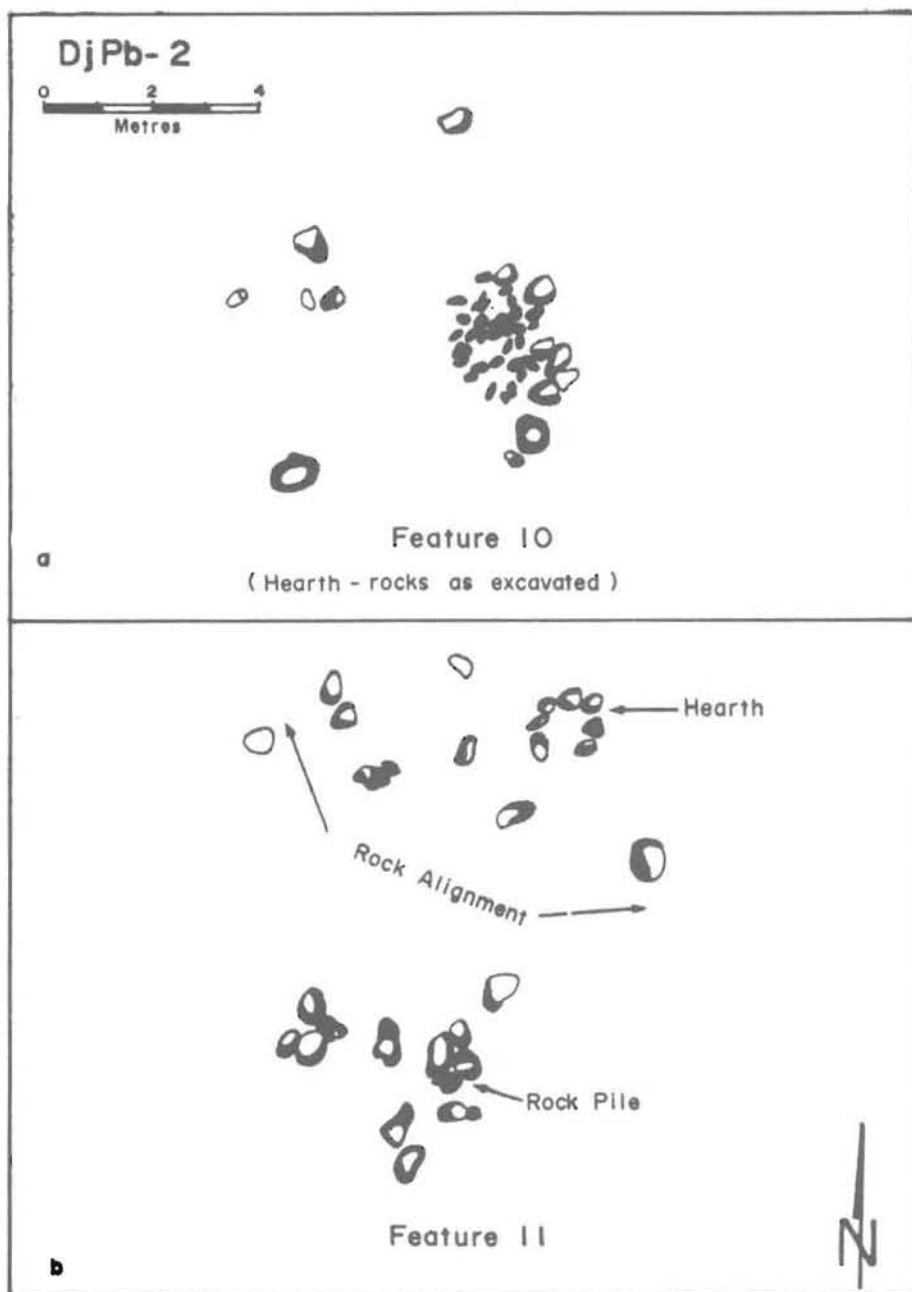 DjPb-2
0 2 4
Metres
Feature 10
a
( Hearth - rocks as excavated )
Hearth
Rock Alignment
Rock Pile
Feature 11
N
b